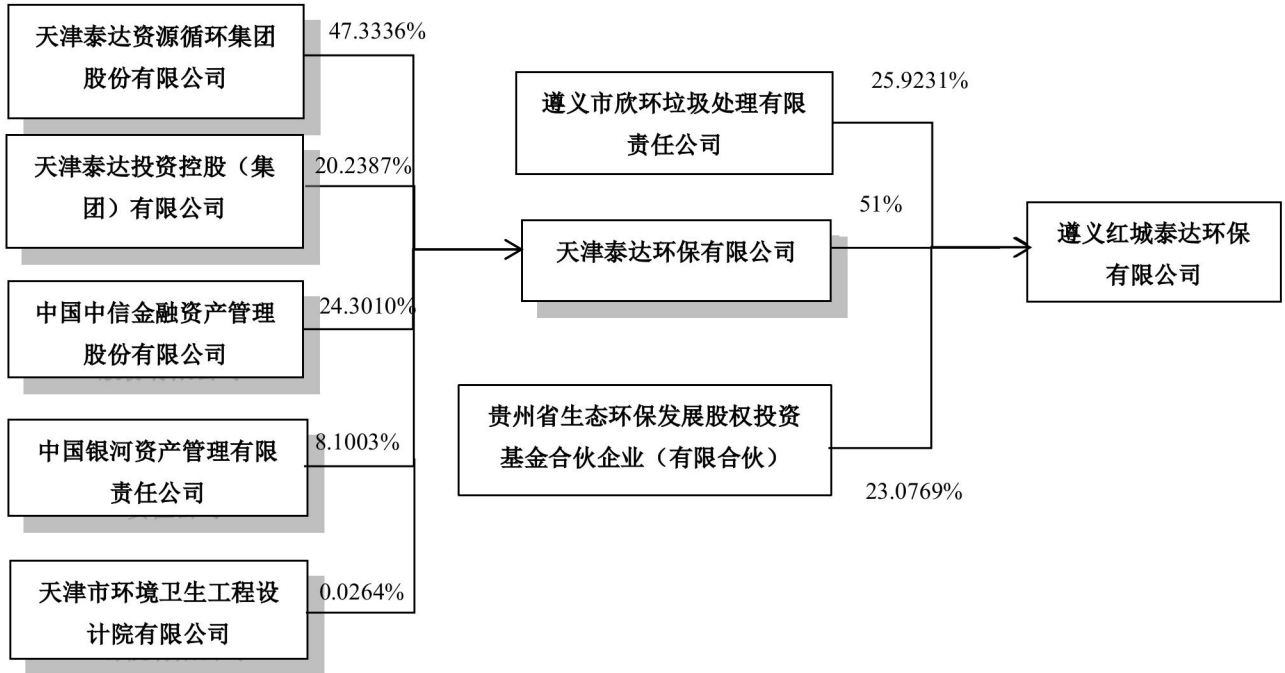 天津泰达资源循环集团
股份有限公司
47.3336%
天津泰达投资控股（集
团）有限公司
20.2387%
中国中信金融资产管理
股份有限公司
24.3010%
中国银河资产管理有限
责任公司
8.1003%
天津市环境卫生工程设
计院有限公司
0.0264%
遵义市欣环垃圾处理有限
责任公司
25.9231%
天津泰达环保有限公司
51%
贵州省生态环保发展股权投资
基金合伙企业（有限合伙）
23.0769%
遵义红城泰达环保
有限公司